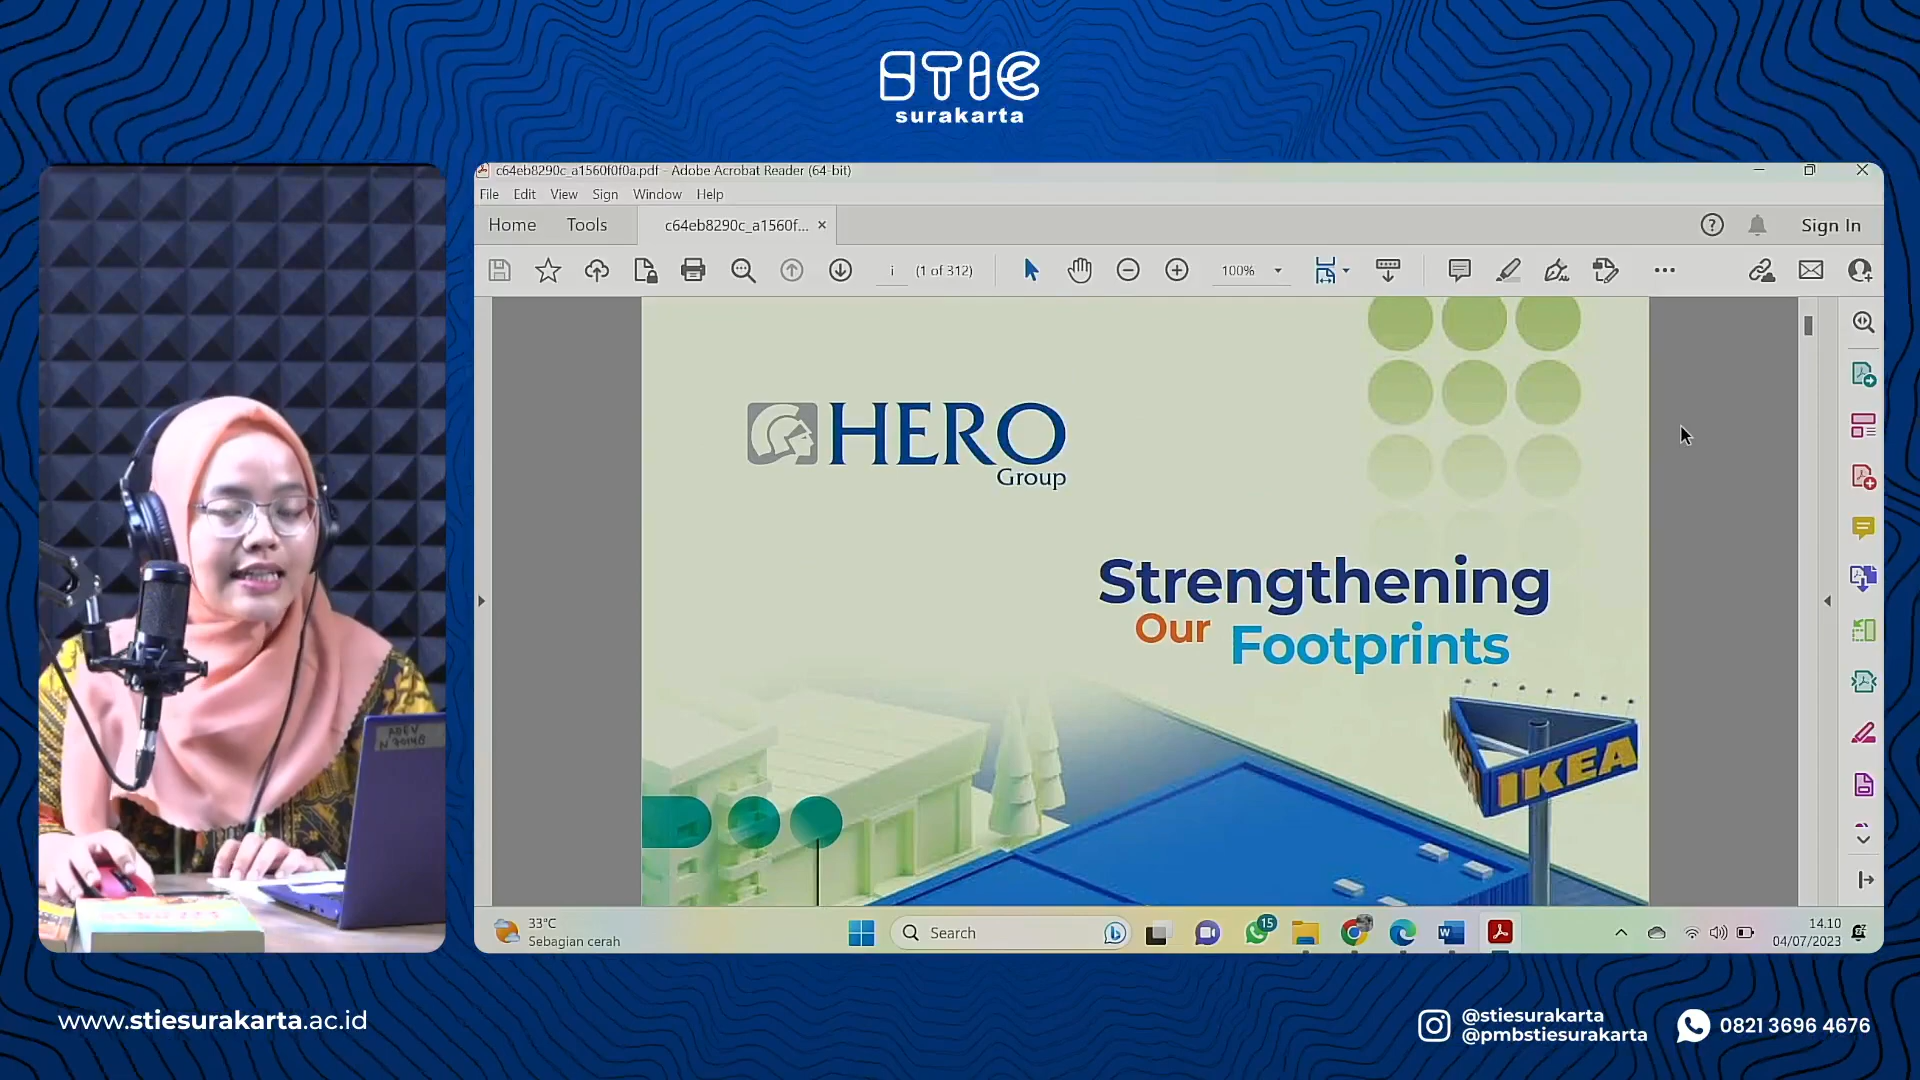 STIE
surakarta
c64eb8290c_a1560f0f0a.pdf - Adobe Acrobat Reader (64-bit)
File Edit View Sign Window Help
Home Tools c64eb8290c_a1560f... × Sign In
i (1 of 312) 100%
HERO
Group
Strengthening
Our Footprints
IKEA
ADEV
33°C
Sebagian cerah
Search
15
14.10
04/07/2023
www.stiesurakarta.ac.id
@stiesurakarta
@pmbstiesurakarta
0821 3696 4676